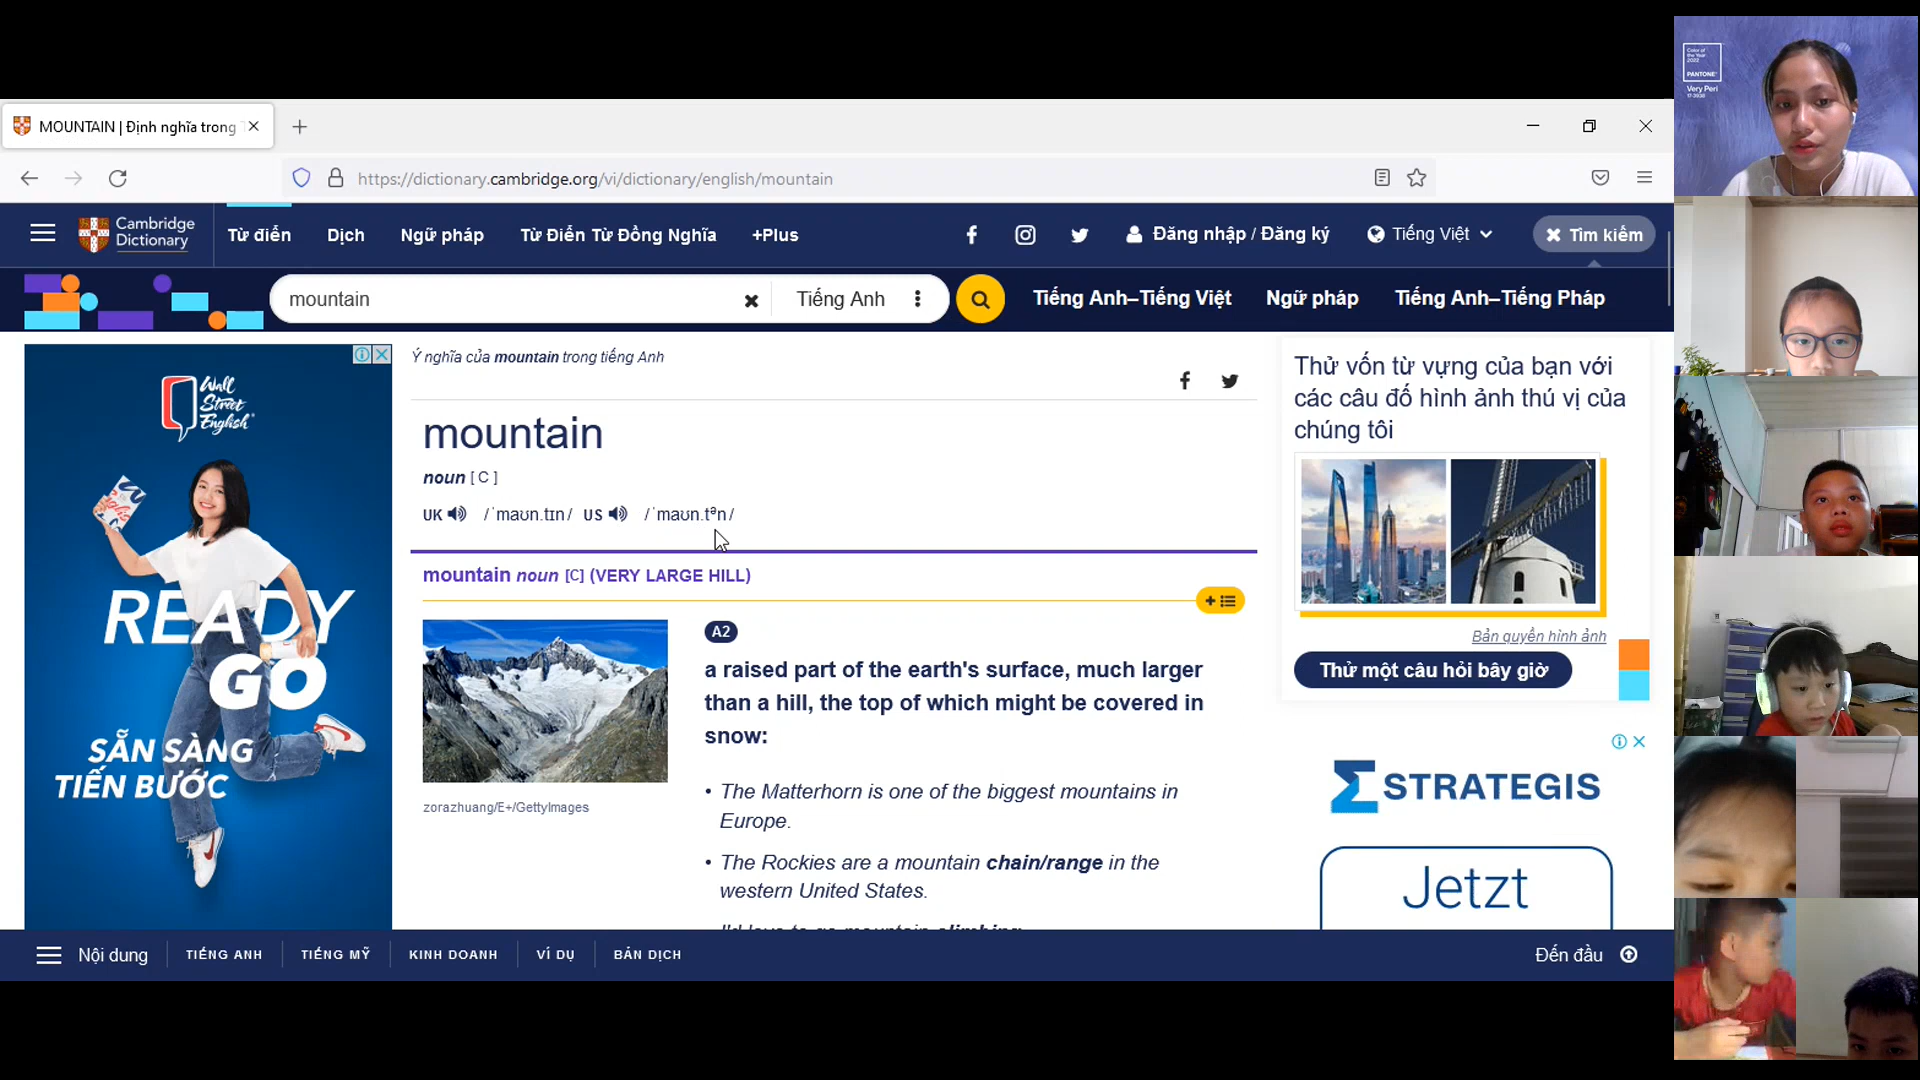 MOUNTAIN | Định nghĩa trong
https://dictionary.cambridge.org/vi/dictionary/english/mountain
Cambridge
Dictionary
Từ điển
Dịch
Ngữ pháp
Từ Điển Từ Đồng Nghĩa
+Plus
Đăng nhập / Đăng ký
Tiếng Việt
Tìm kiếm
mountain
Tiếng Anh
Tiếng Anh–Tiếng Việt
Ngữ pháp
Tiếng Anh–Tiếng Pháp
Wall
Street
English
READY
GO
SẴN SÀNG
TIẾN BƯỚC
Ý nghĩa của mountain trong tiếng Anh
mountain
noun [ C ]
UK /ˈmaʊn.tɪn/ US /ˈmaʊn.tᵊn/
mountain noun [C] (VERY LARGE HILL)
zorazhuang/E+/GettyImages
A2
a raised part of the earth's surface, much larger
than a hill, the top of which might be covered in
snow:
• The Matterhorn is one of the biggest mountains in
Europe.
• The Rockies are a mountain chain/range in the
western United States.
Thử vốn từ vựng của bạn với
các câu đố hình ảnh thú vị của
chúng tôi
Bản quyền hình ảnh
Thử một câu hỏi bây giờ
STRATEGIS
Jetzt
Nội dung
TIẾNG ANH
TIẾNG MỸ
KINH DOANH
VÍ DỤ
BẢN DỊCH
Đến đầu
Color of
the Year
2022
PANTONE
Very Peri